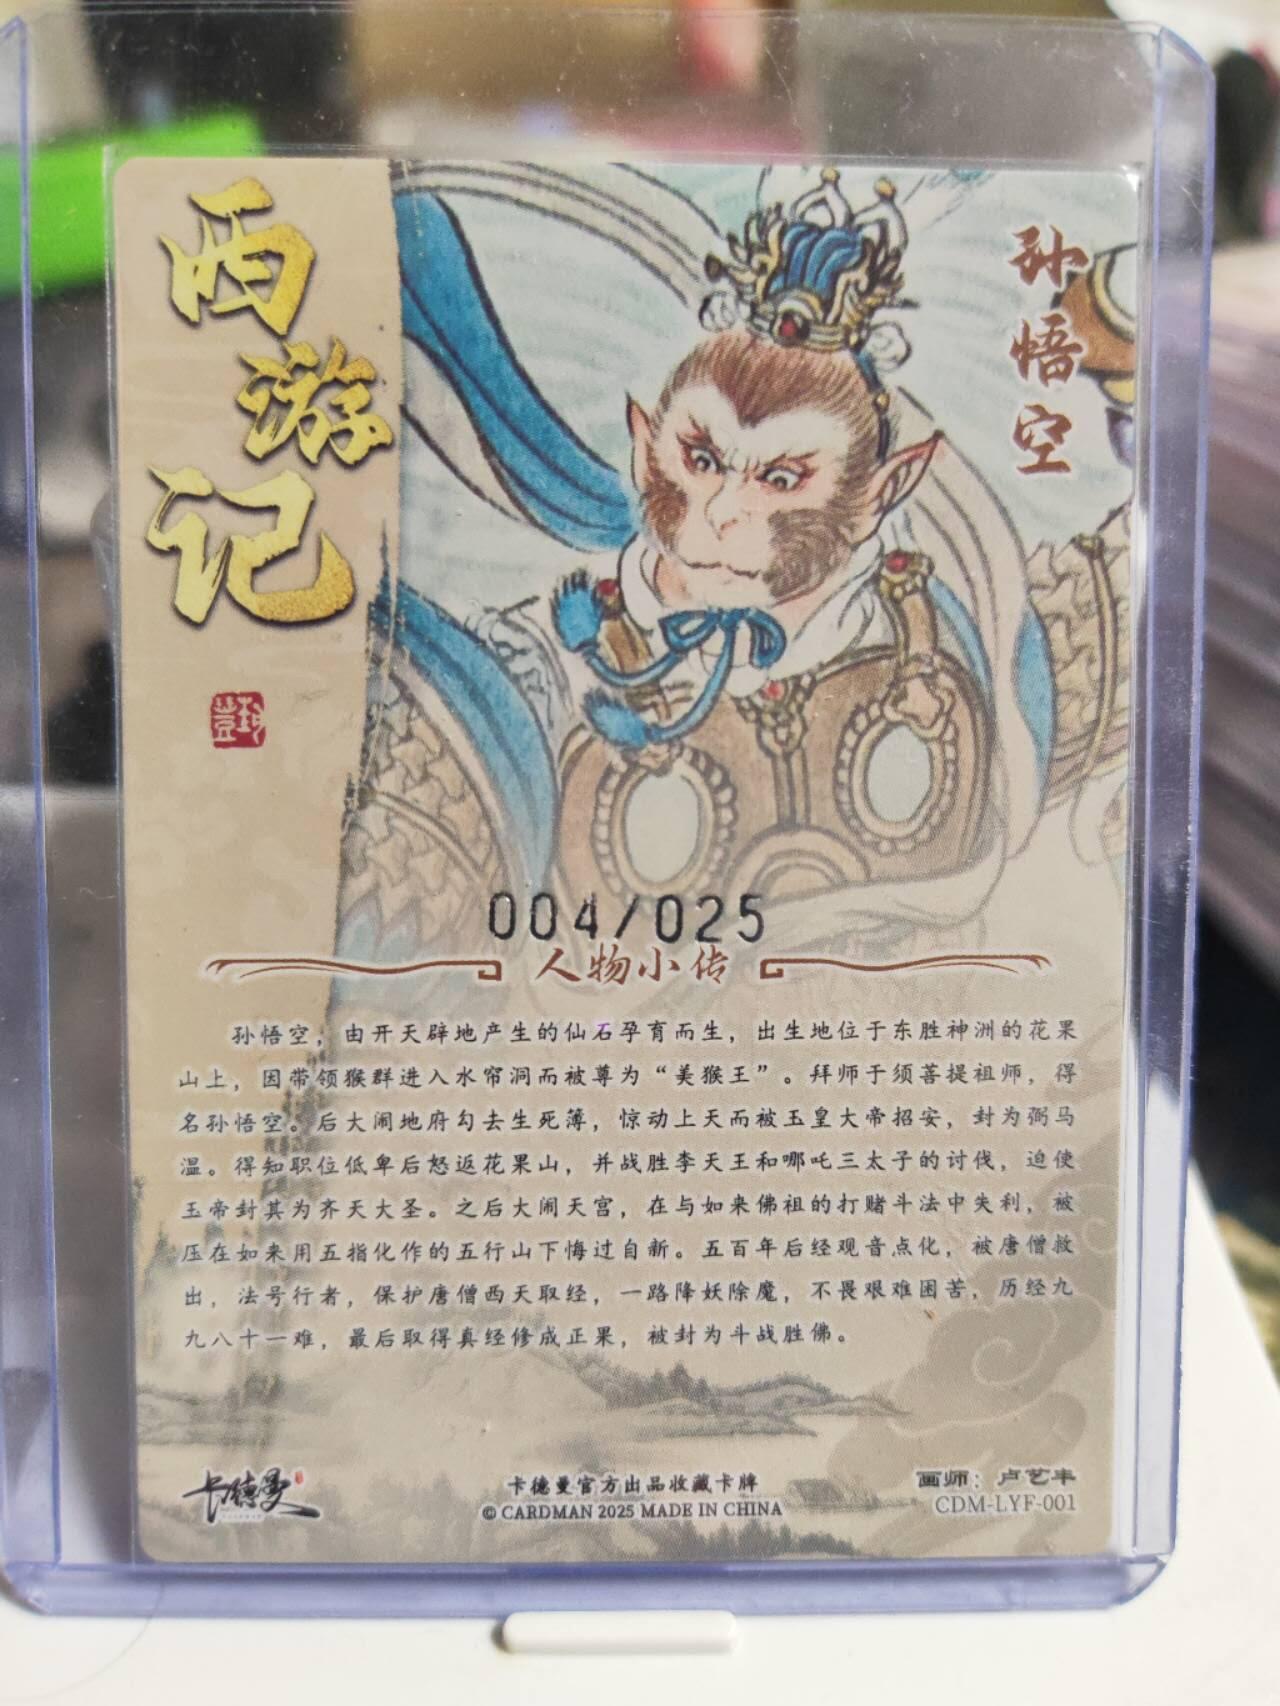 西游记
孙悟空
004/025
人物小传
孙悟空，由开天辟地产生的仙石孕育而生，出生地位于东胜神洲的花果
山上，因带领猴群进入水帘洞而被尊为“美猴王”。拜师于须菩提祖师，得
名孙悟空。后大闹地府勾去生死簿，惊动上天而被玉皇大帝招安，封为弼马
温。得知职位低卑后怒返花果山，并战胜李天王和哪吒三太子的讨伐，迫使
玉帝封其为齐天大圣。之后大闹天宫，在与如来佛祖的打赌斗法中失利，被
压在如来用五指化作的五行山下悔过自新。五百年后经观音点化，被唐僧救
出，法号行者，保护唐僧西天取经，一路降妖除魔，不畏艰难困苦，历经九
九八十一难，最后取得真经修成正果，被封为斗战胜佛。
卡德曼
卡德曼官方出品收藏卡牌
© CARDMAN 2025 MADE IN CHINA
画师：卢艺丰
CDM-LYF-001